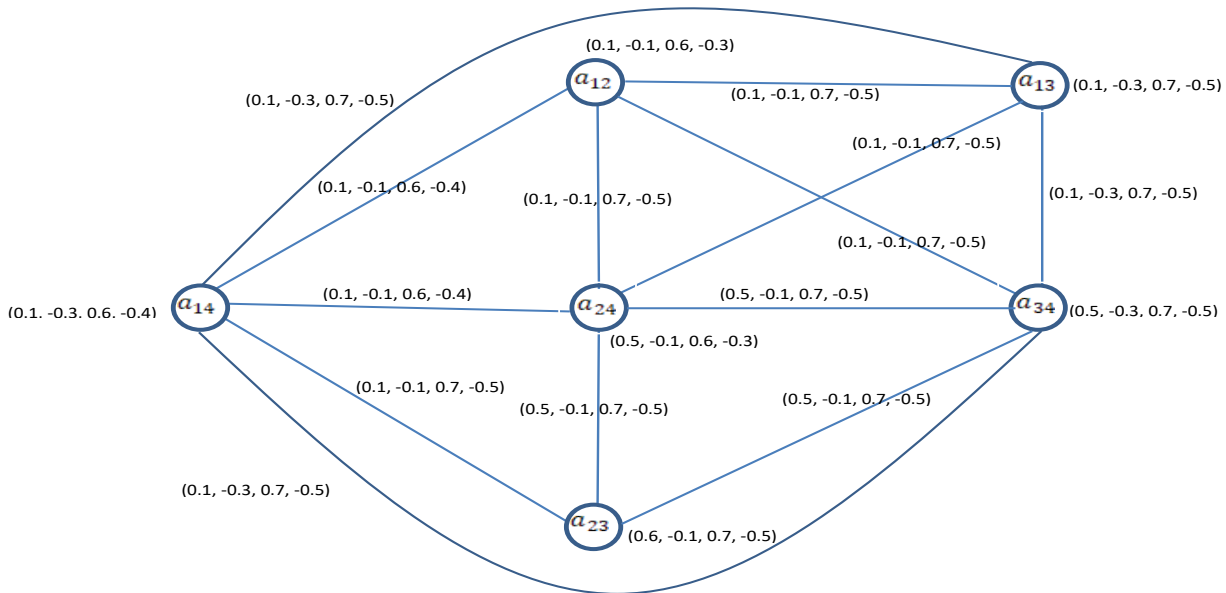 (0.1, -0.1, 0.6, -0.3)
a12
a13
(0.1, -0.3, 0.7, -0.5)
(0.1, -0.3, 0.7, -0.5)
(0.1, -0.1, 0.7, -0.5)
(0.1, -0.1, 0.7, -0.5)
(0.1, -0.1, 0.6, -0.4)
(0.1, -0.1, 0.7, -0.5)
(0.1, -0.3, 0.7, -0.5)
(0.1, -0.1, 0.7, -0.5)
(0.1, -0.1, 0.6, -0.4)
(0.5, -0.1, 0.7, -0.5)
a14
a24
a34
(0.1, -0.3, 0.6, -0.4)
(0.5, -0.3, 0.7, -0.5)
(0.5, -0.1, 0.6, -0.3)
(0.1, -0.1, 0.7, -0.5)
(0.5, -0.1, 0.7, -0.5)
(0.5, -0.1, 0.7, -0.5)
(0.1, -0.3, 0.7, -0.5)
a23
(0.6, -0.1, 0.7, -0.5)